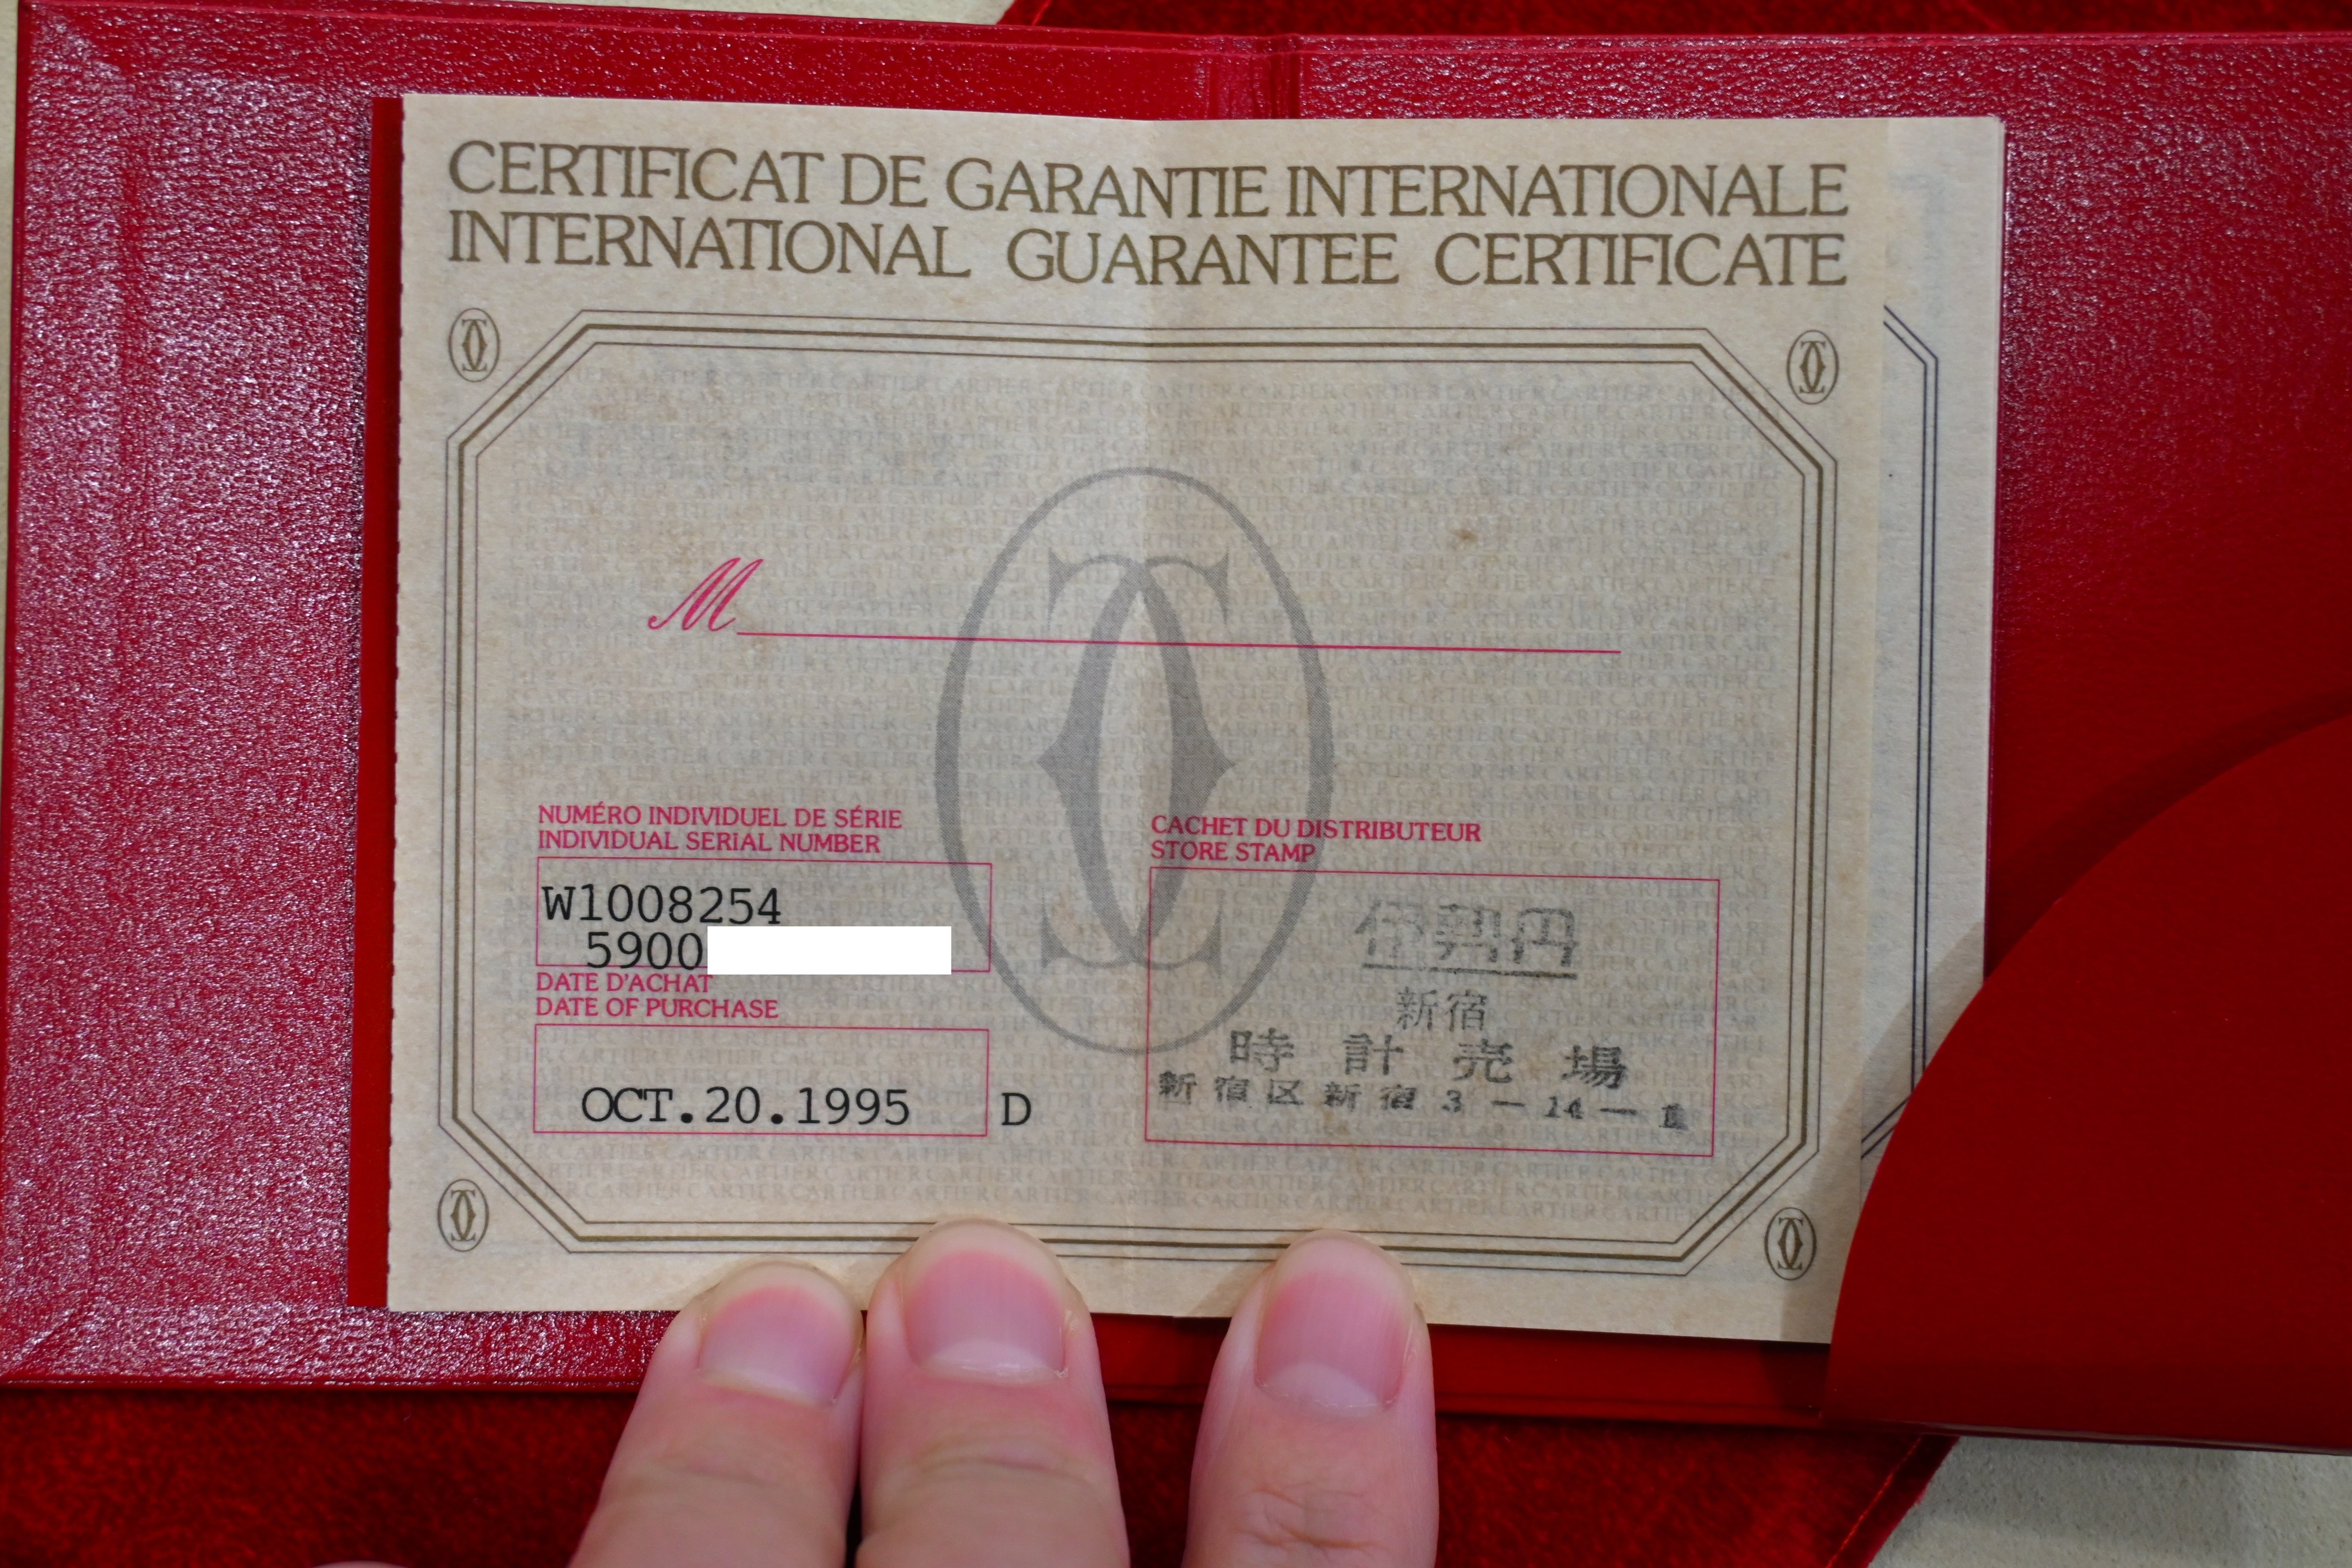 CERTIFICAT DE GARANTIE INTERNATIONALE
INTERNATIONAL GUARANTEE CERTIFICATE
M
NUMÉRO INDIVIDUEL DE SÉRIE
INDIVIDUAL SERIAL NUMBER
W1008254
5900
DATE D'ACHAT
DATE OF PURCHASE
OCT.20.1995 D
CACHET DU DISTRIBUTEUR
STORE STAMP
伊勢丹
新宿
時計売場
新宿区新宿3-14-1